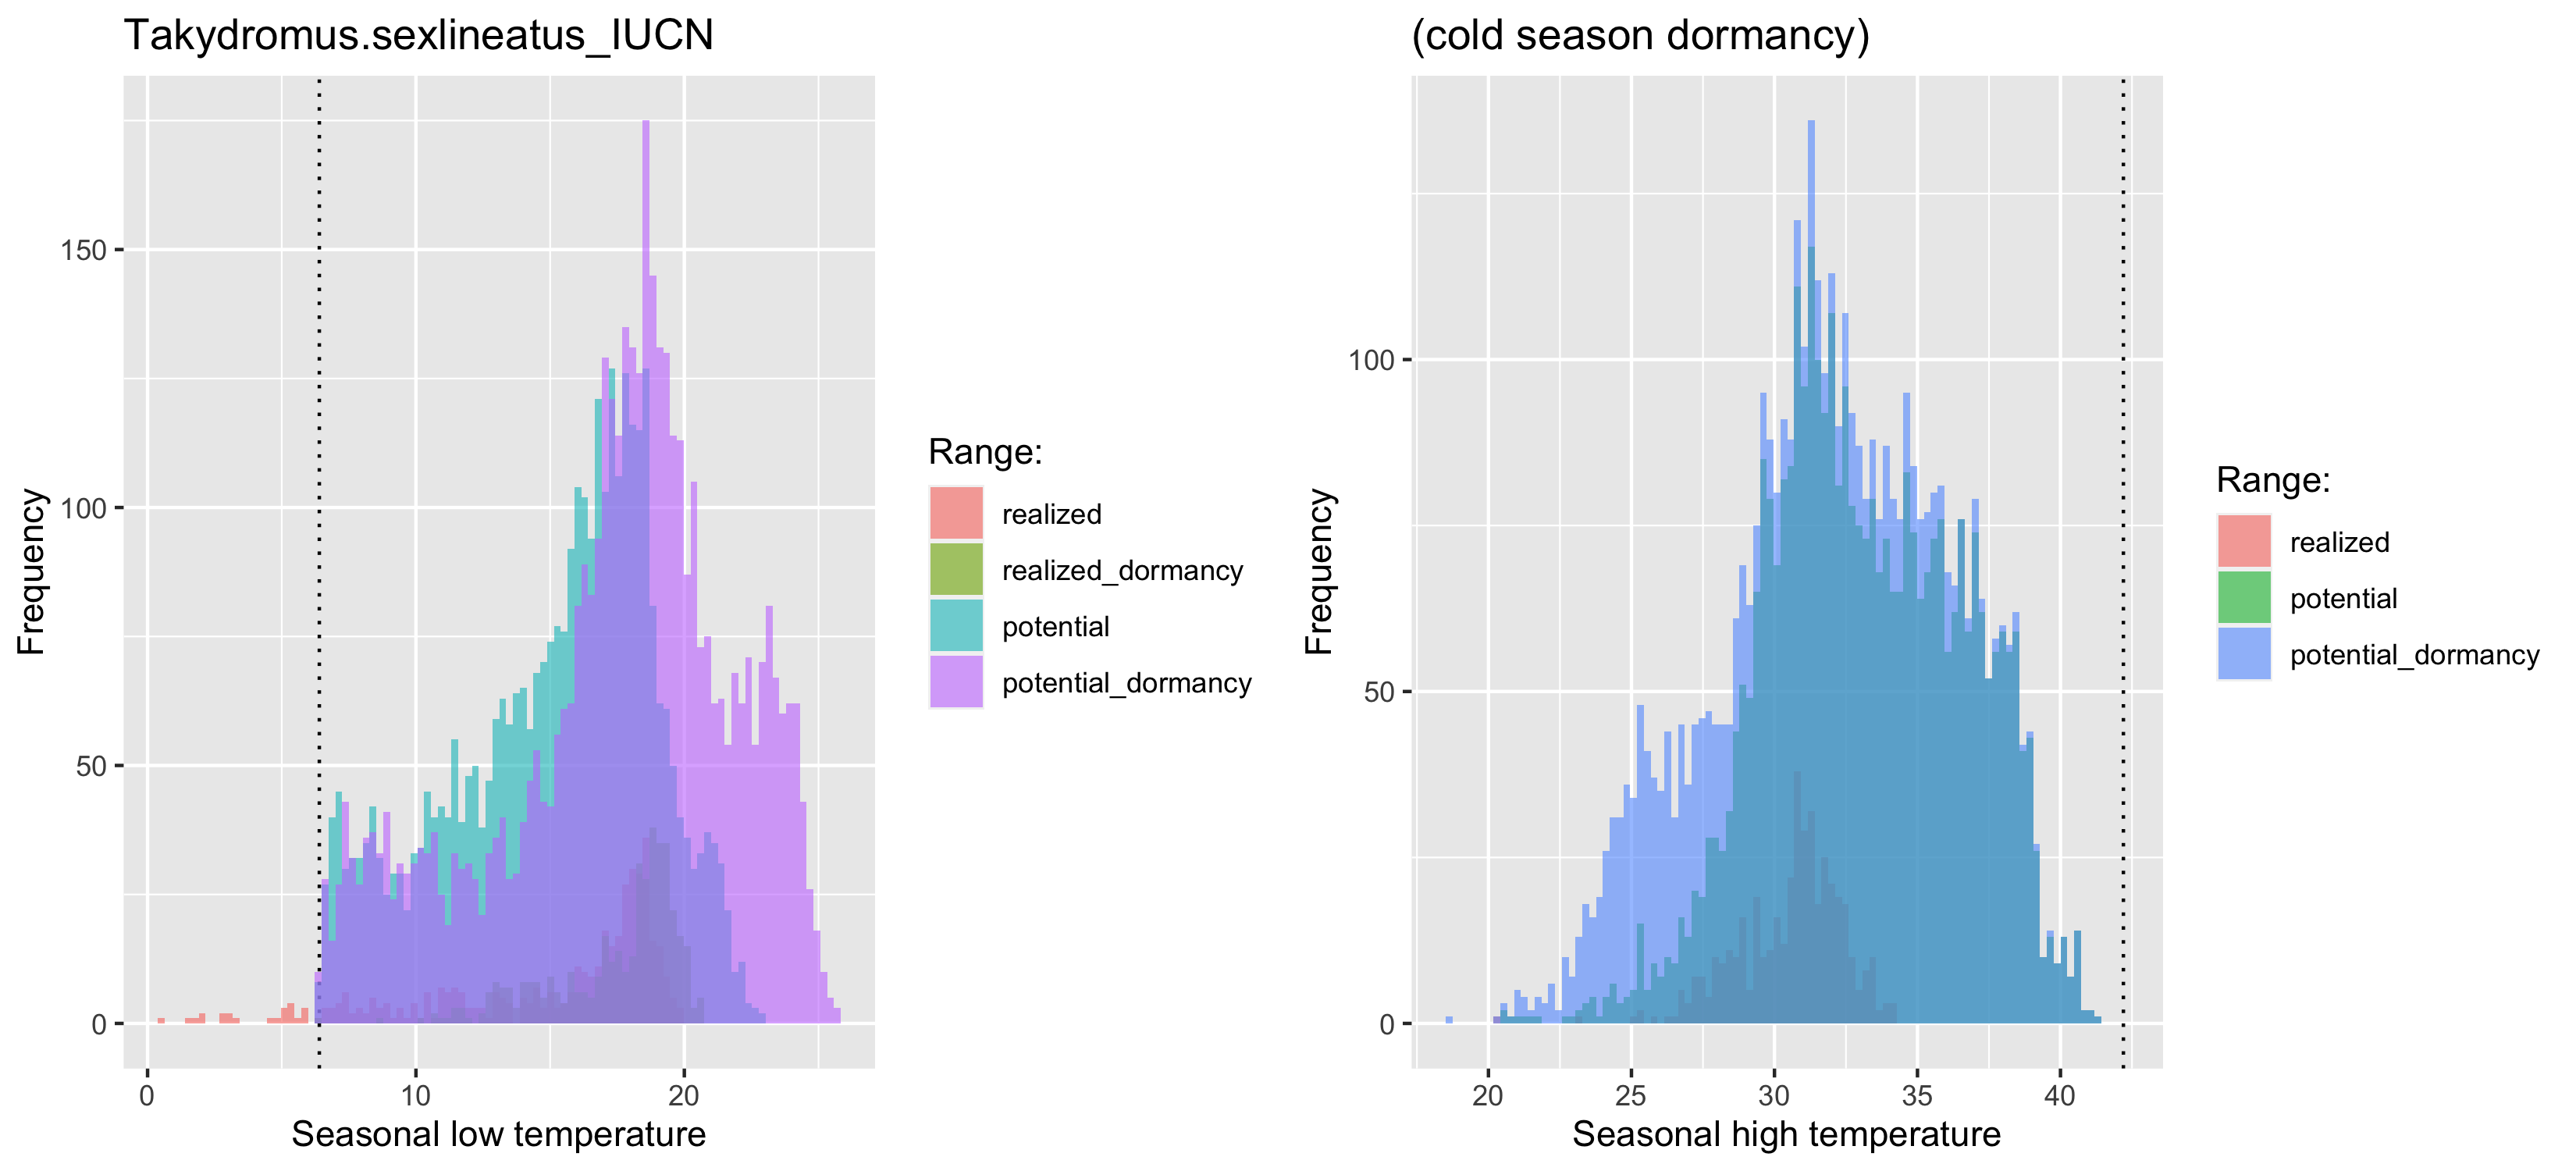 Takydromus.sexlineatus_IUCN
Frequency
150
100
50
0
0 10 20
Seasonal low temperature
Range:
realized
realized_dormancy
potential
potential_dormancy
(cold season dormancy)
Frequency
100
50
0
20 25 30 35 40
Seasonal high temperature
Range:
realized
potential
potential_dormancy